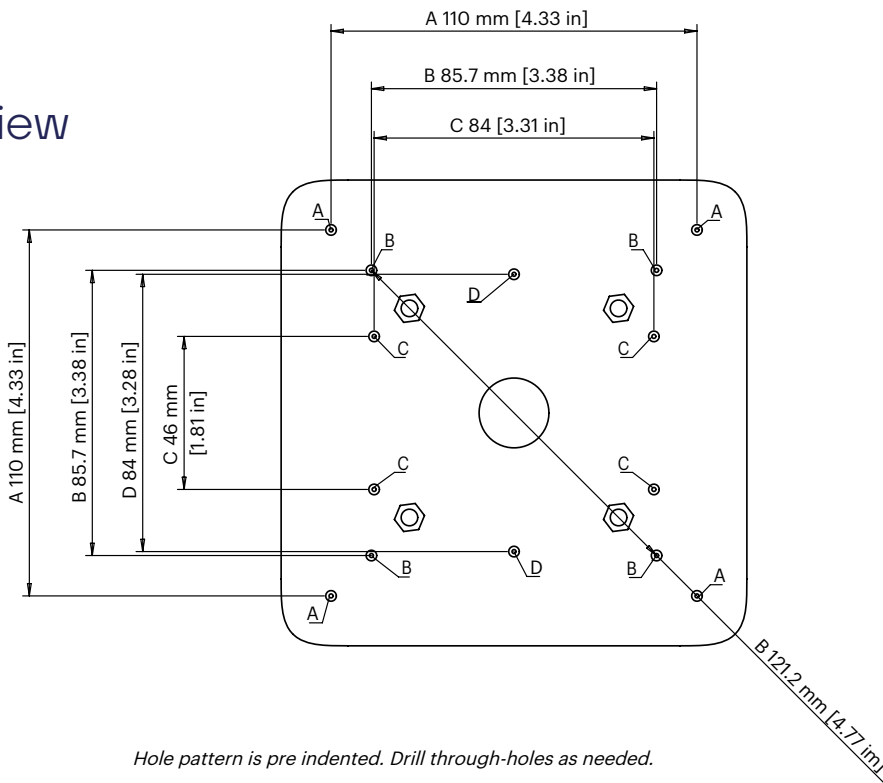 A 110 mm [4.33 in]
B 85.7 mm [3.38 in]
iew
C 84 [3.31 in]
A
A
B
B
D
C
C
A 110 mm [4.33 in]
B 85.7 mm [3.38 in]
D 84 mm [3.28 in]
C 46 mm
[1.81 in]
C
C
B
D
B
A
A
B 121.2 mm [4.77 in]
Hole pattern is pre indented. Drill through-holes as needed.